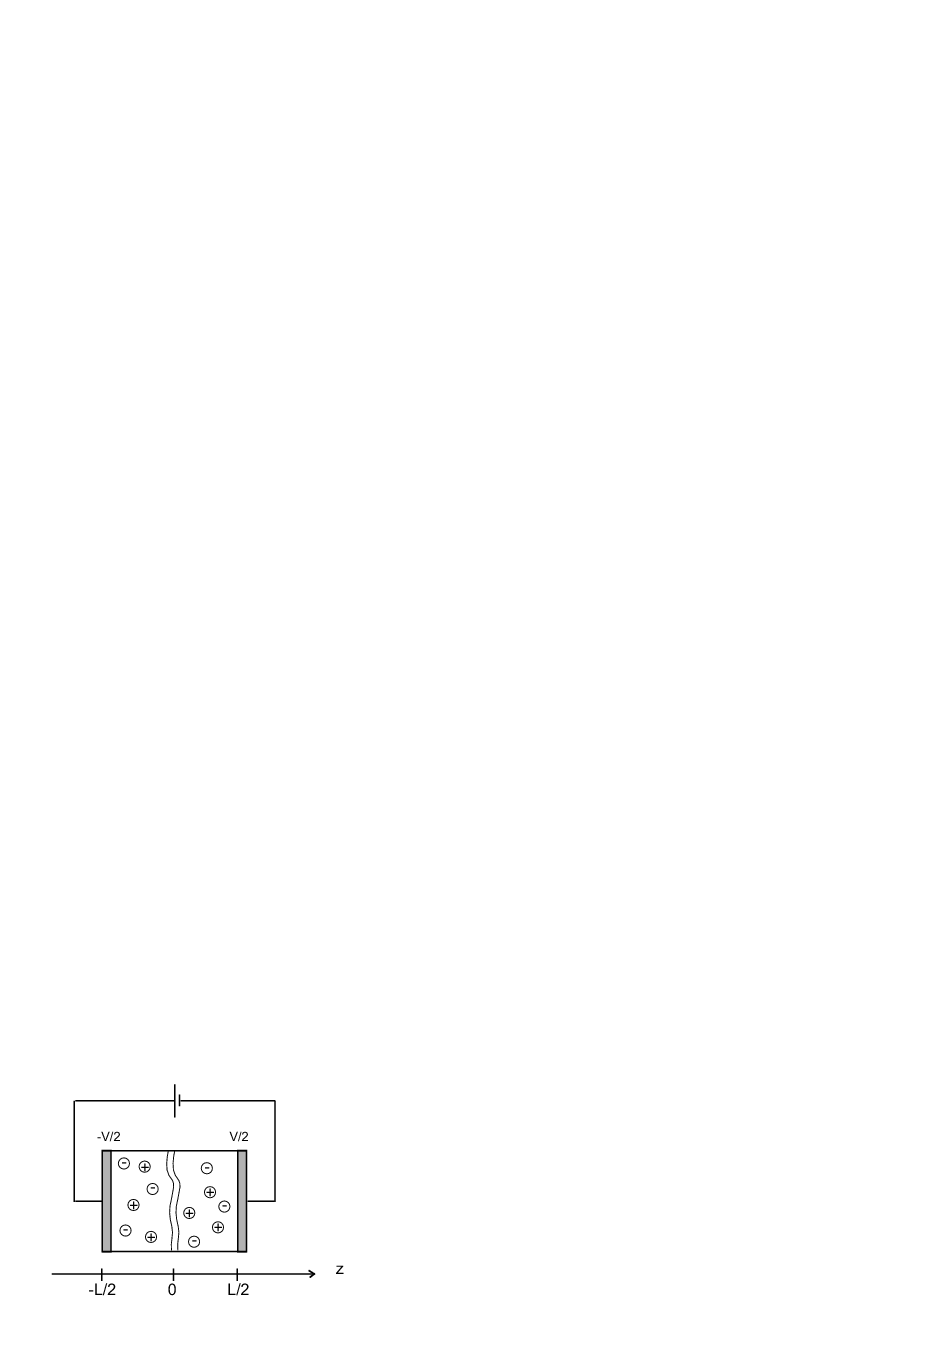 -V/2 V/2
- + -
- +
+ -
+
- + +
-
z
-L/2 0 L/2